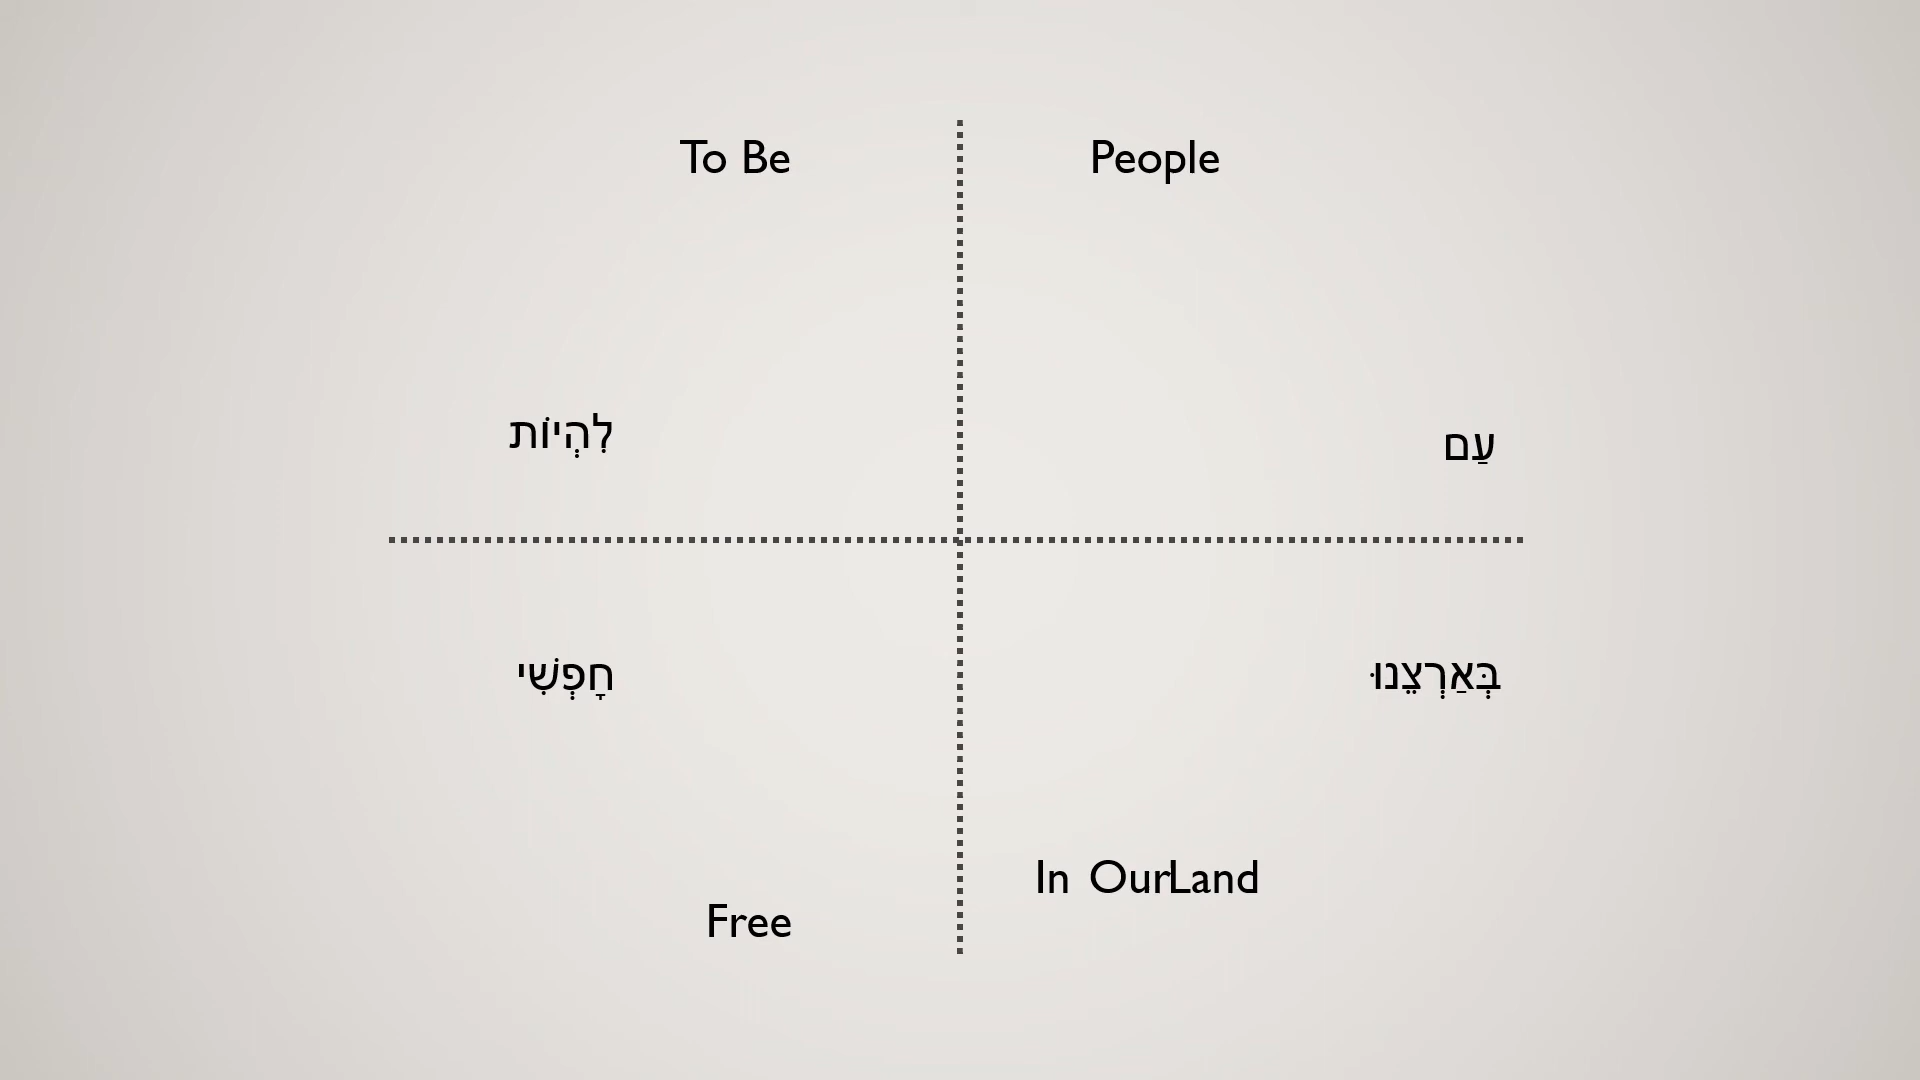 To Be
People
לִהְיוֹת
עַם
חָפְשִׁי
בְּאַרְצֵנוּ
In OurLand
Free